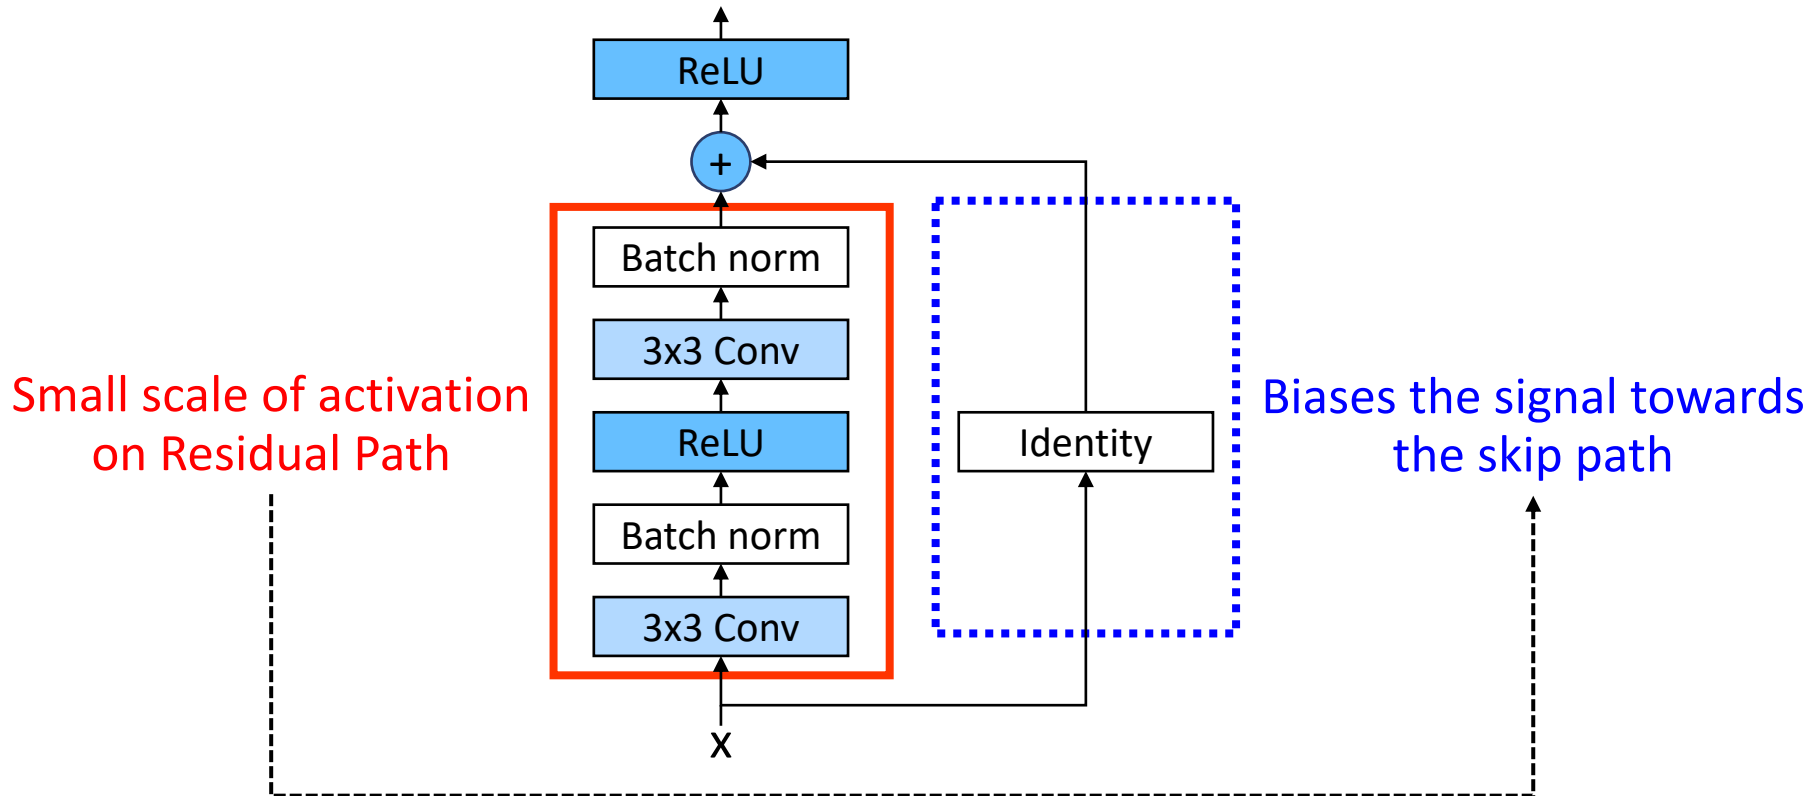 ReLU
+
Batch norm
3x3 Conv
ReLU
Batch norm
3x3 Conv
x
Identity
Small scale of activation
on Residual Path
Biases the signal towards
the skip path